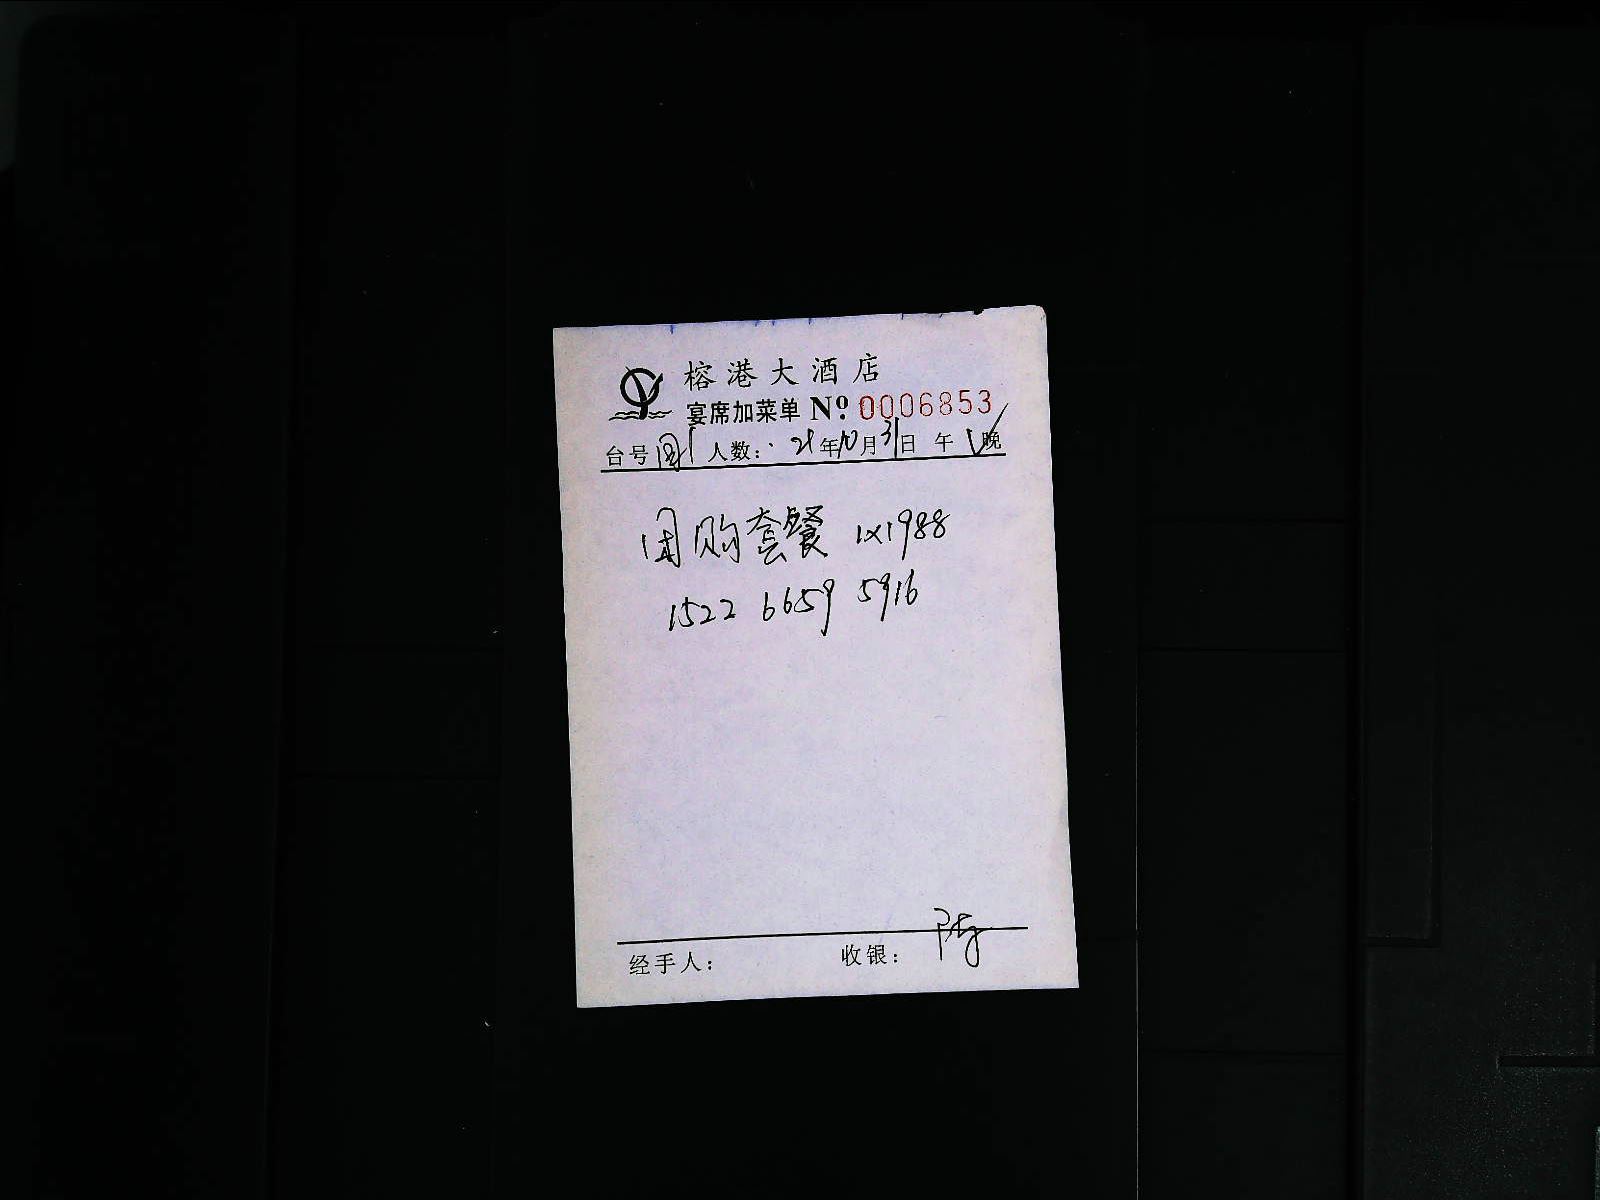 榕港大酒店
宴席加菜单 Nº 0006853
台号 团1 人数: 21年10月31日 午 晚
团购套餐 1x1988
1522 6659 5916
经手人: 收银: